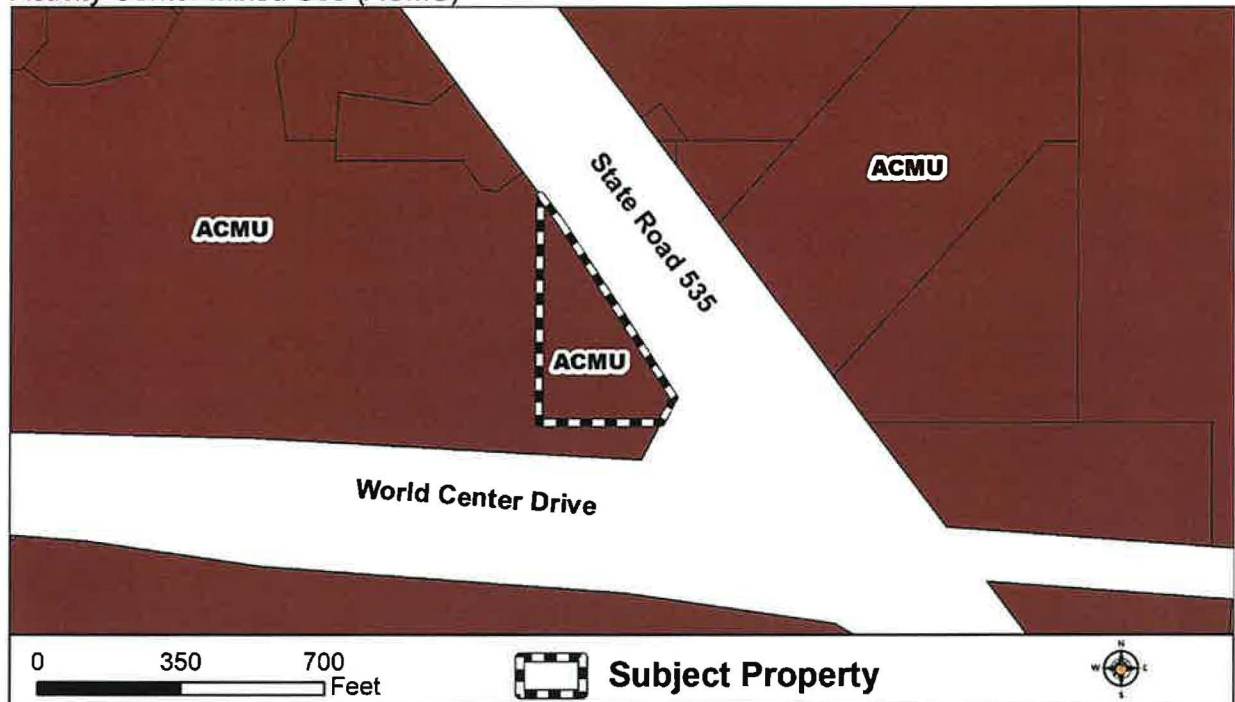 ACMU
State Road 535
ACMU
ACMU
World Center Drive
0 350 700
Feet
Subject Property
N
W E
S